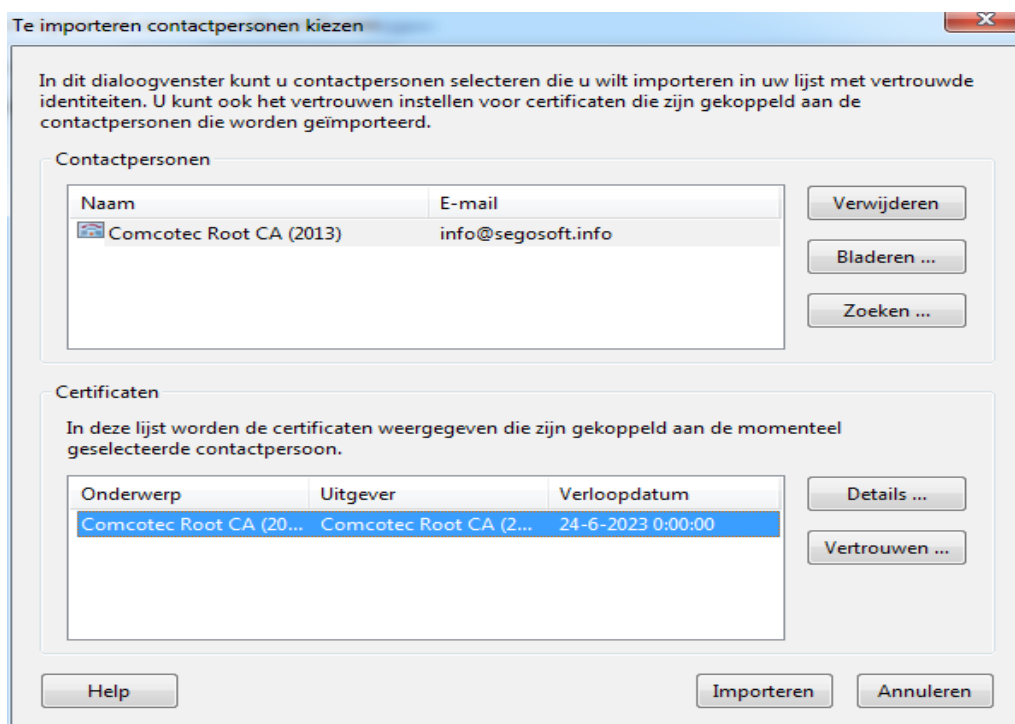 Te importeren contactpersonen kiezen
In dit dialoogvenster kunt u contactpersonen selecteren die u wilt importeren in uw lijst met vertrouwde
identiteiten. U kunt ook het vertrouwen instellen voor certificaten die zijn gekoppeld aan de
contactpersonen die worden geïmporteerd.
Contactpersonen
Naam E-mail
Comcotec Root CA (2013) info@segosoft.info
Verwijderen
Bladeren ...
Zoeken ...
Certificaten
In deze lijst worden de certificaten weergegeven die zijn gekoppeld aan de momenteel
geselecteerde contactpersoon.
Onderwerp Uitgever Verloopdatum
Comcotec Root CA (20... Comcotec Root CA (2... 24-6-2023 0:00:00
Details ...
Vertrouwen ...
Help Importeren Annuleren